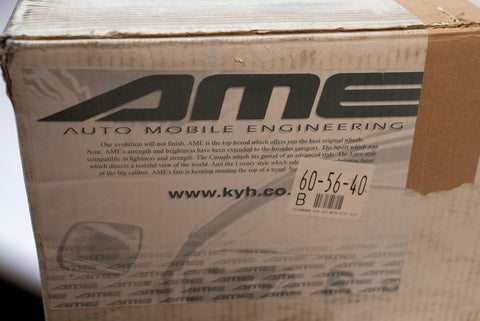 AME
AUTO MOBILE ENGINEERING
Our evolution will not finish. AME is the top brand which offers you the best original wheels
Now, AME's strength and brightness have been extended to the broader category. The Sport which was
compatible in lightness and strength. The Casuals which are period of an advanced style. The Euro style
which directs a tasteful view of the world. And the Luxury style which
of the big caliber. AME's fate is keeping running the top of a trend.
www.kyh.co.
60-56-40
B
AME AME AME